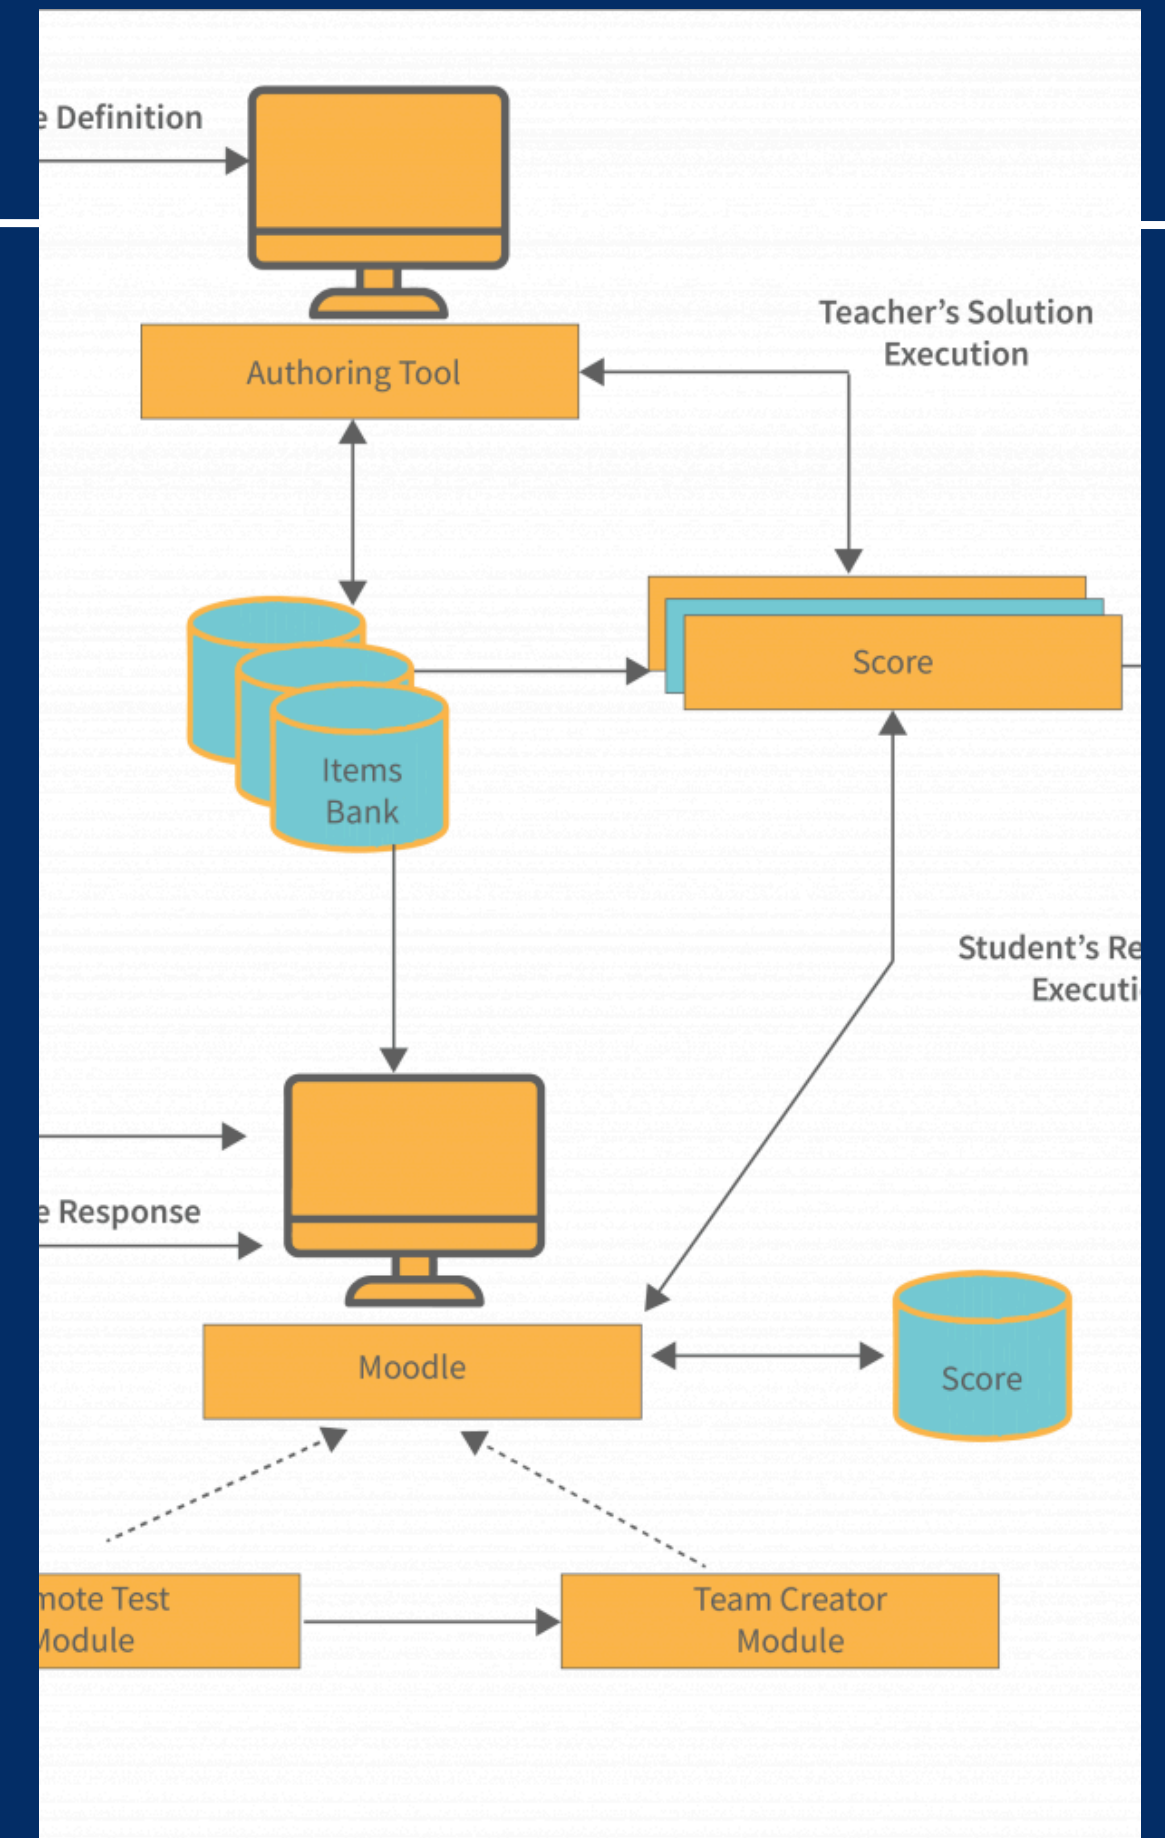 e Definition
Teacher’s Solution
Execution
Authoring Tool
Score
Items
Bank
Student’s Re
Executi
e Response
Moodle
Score
mote Test
Module
Team Creator
Module